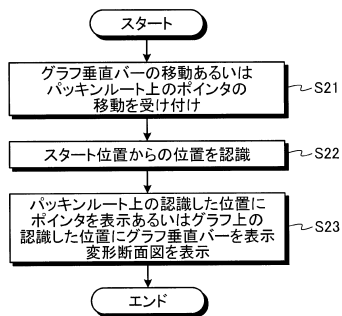 スタート
グラフ垂直バーの移動あるいは
パッキンルート上のポインタの
移動を受け付け
S21
スタート位置からの位置を認識
S22
パッキンルート上の認識した位置に
ポインタを表示あるいはグラフ上の
認識した位置にグラフ垂直バーを表示
変形断面図を表示
S23
エンド